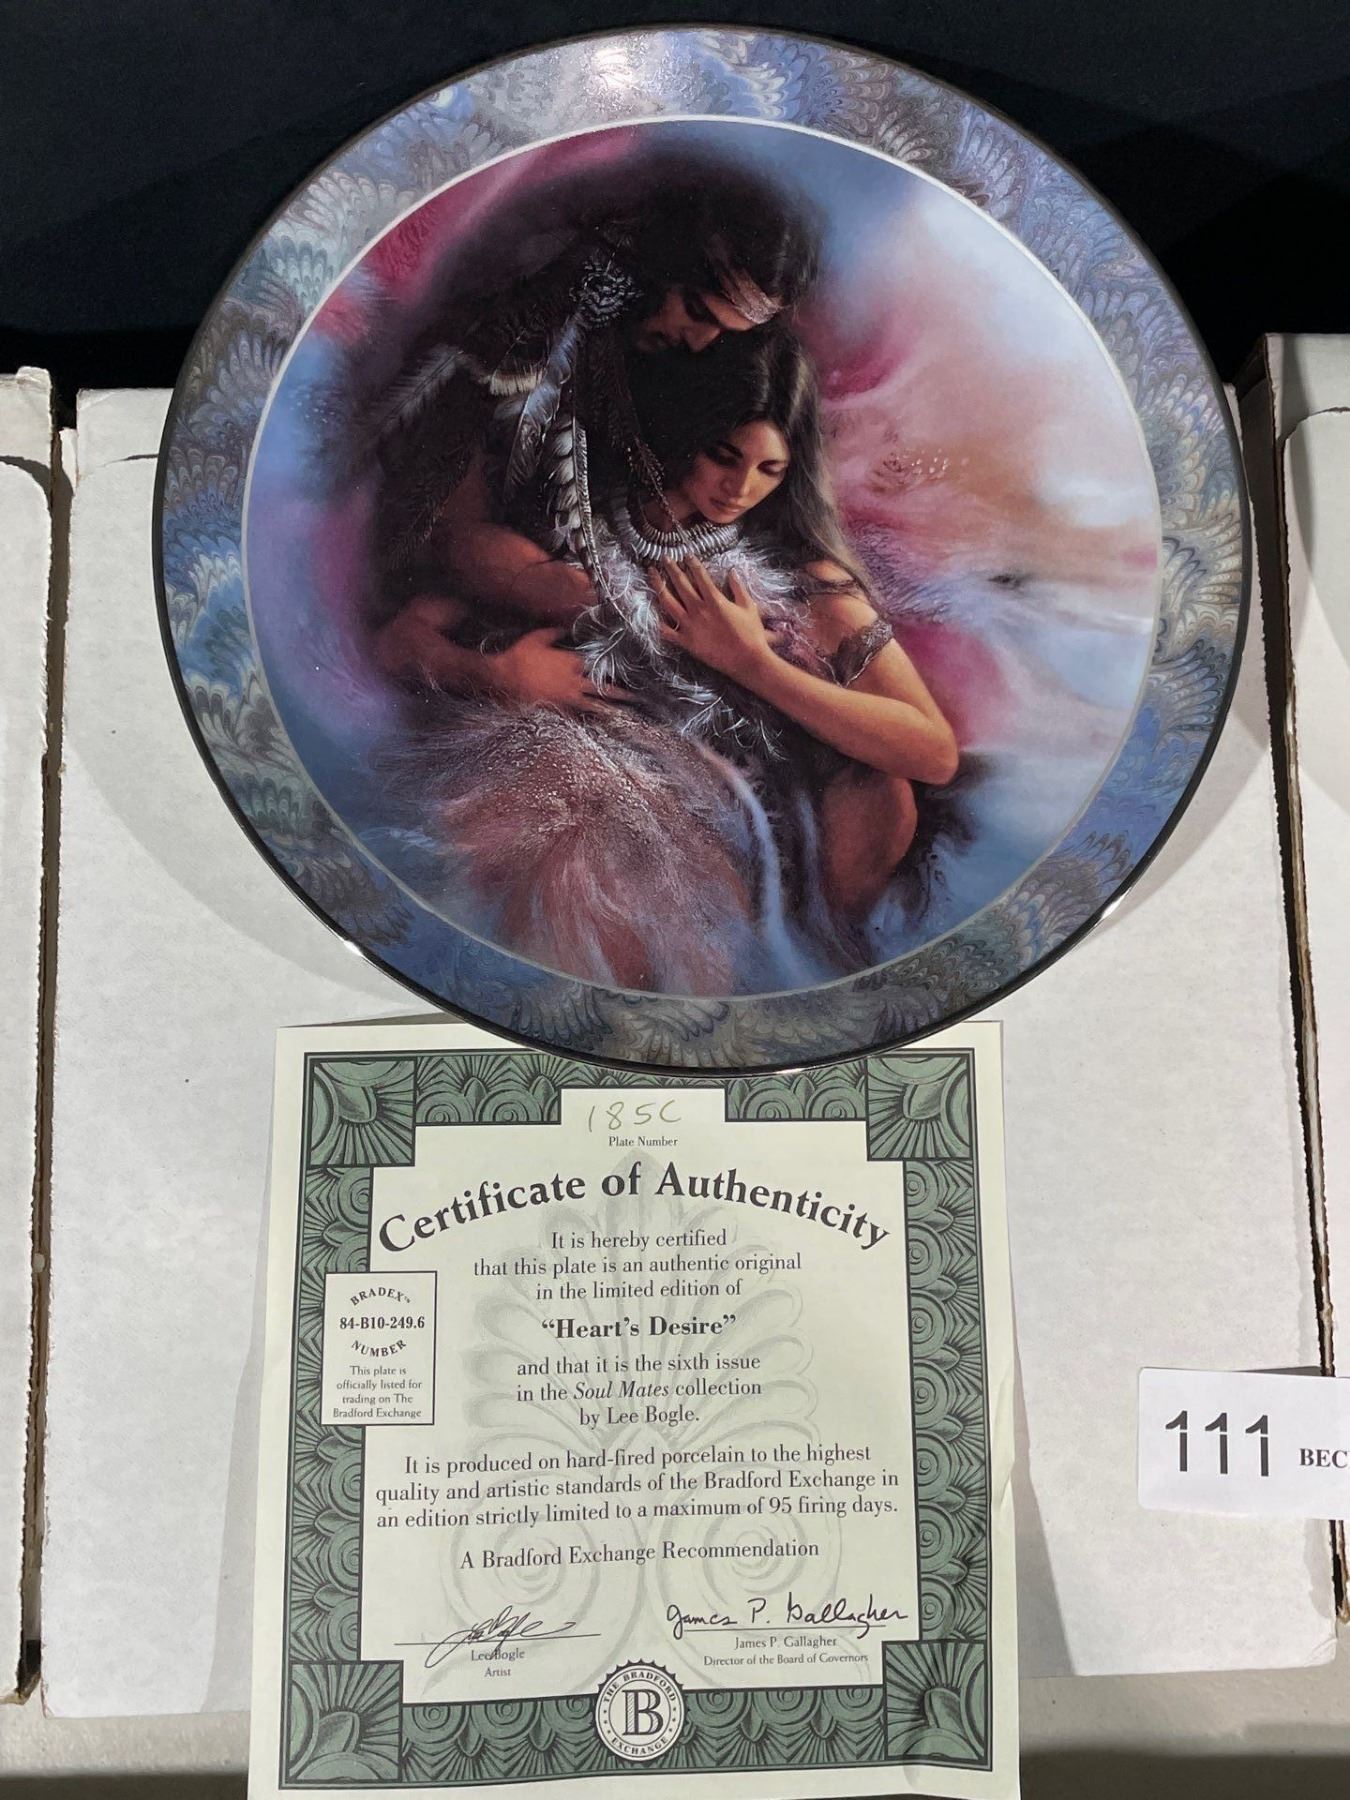 185C
Plate Number
Certificate of Authenticity
It is hereby certified
that this plate is an authentic original
in the limited edition of
“Heart's Desire”
and that it is the sixth issue
in the Soul Mates collection
by Lee Bogle.
BRADEX™
84-B10-249.6
NUMBER
This plate is
officially listed for
trading on The
Bradford Exchange
It is produced on hard-fired porcelain to the highest
quality and artistic standards of the Bradford Exchange in
an edition strictly limited to a maximum of 95 firing days.
A Bradford Exchange Recommendation
Lee Bogle
Artist
James P. Gallagher
James P. Gallagher
Director of the Board of Governors
THE BRADFORD
B
EXCHANGE
111 BEC